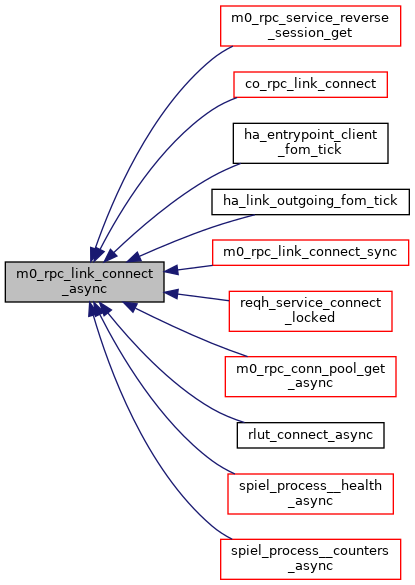 m0_rpc_service_reverse
_session_get
co_rpc_link_connect
ha_entrypoint_client
_fom_tick
ha_link_outgoing_fom_tick
m0_rpc_link_connect_sync
m0_rpc_link_connect
_async
reqh_service_connect
_locked
m0_rpc_conn_pool_get
_async
rlut_connect_async
spiel_process__health
_async
spiel_process__counters
_async